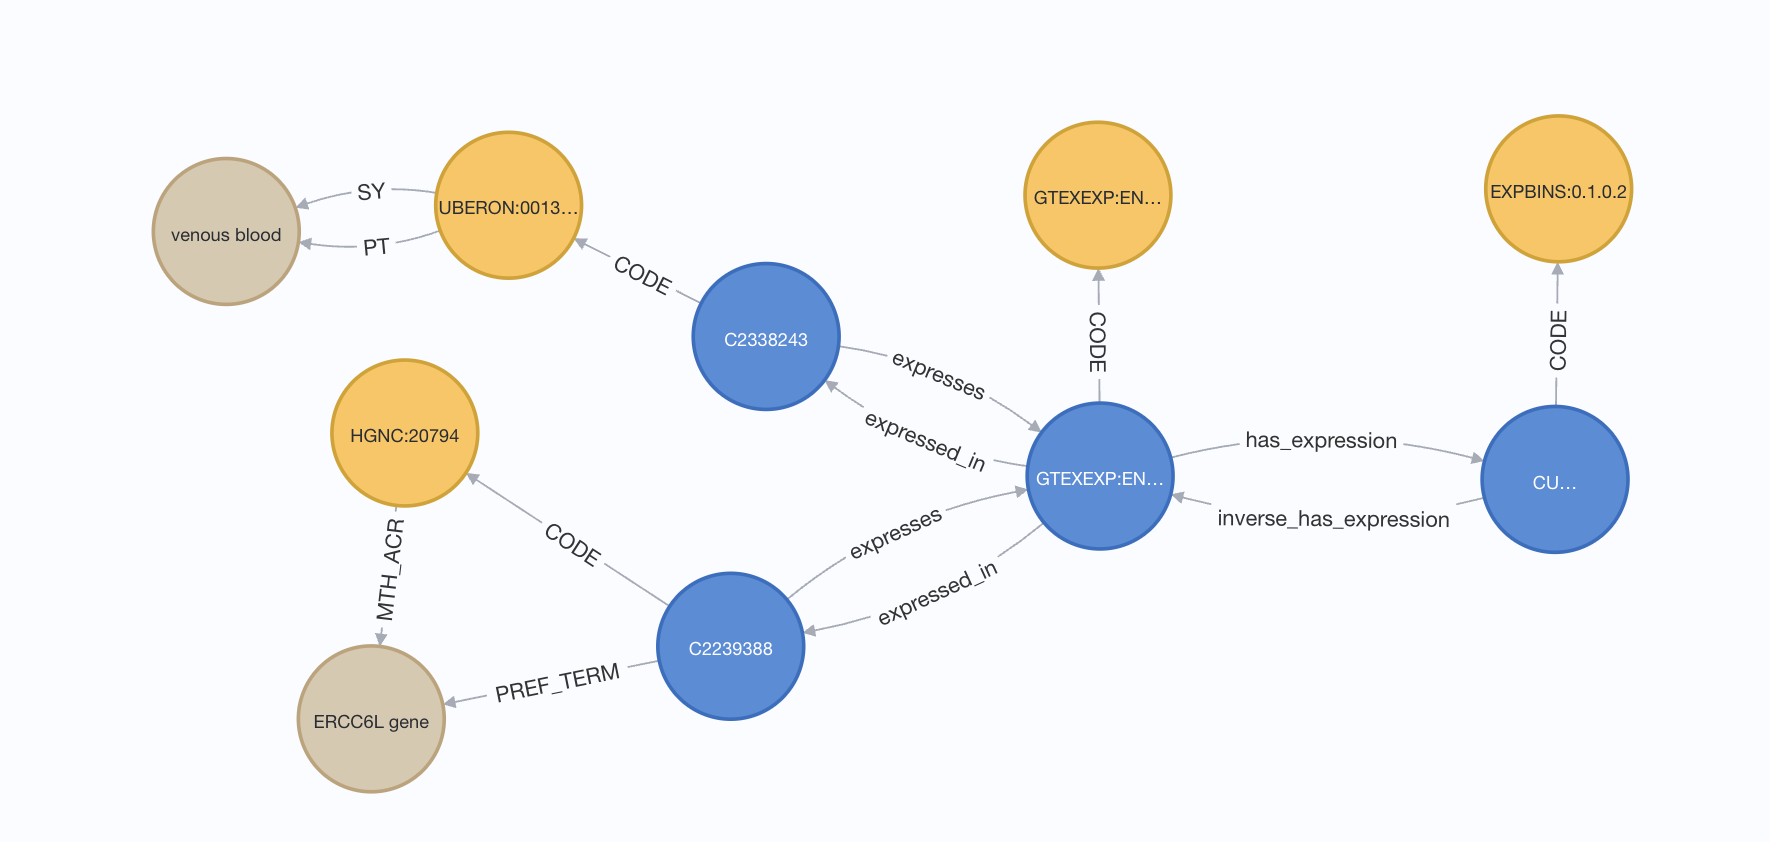 venous blood
SY
PT
UBERON:0013...
CODE
C2338243
GTEXEXP:EN...
CODE
EXPBINS:0.1.0.2
CODE
expresses
expressed_in
HGNC:20794
GTEXEXP:EN...
has_expression
inverse_has_expression
CU...
MTH_ACR
CODE
expresses
expressed_in
C2239388
PREF_TERM
ERCC6L gene